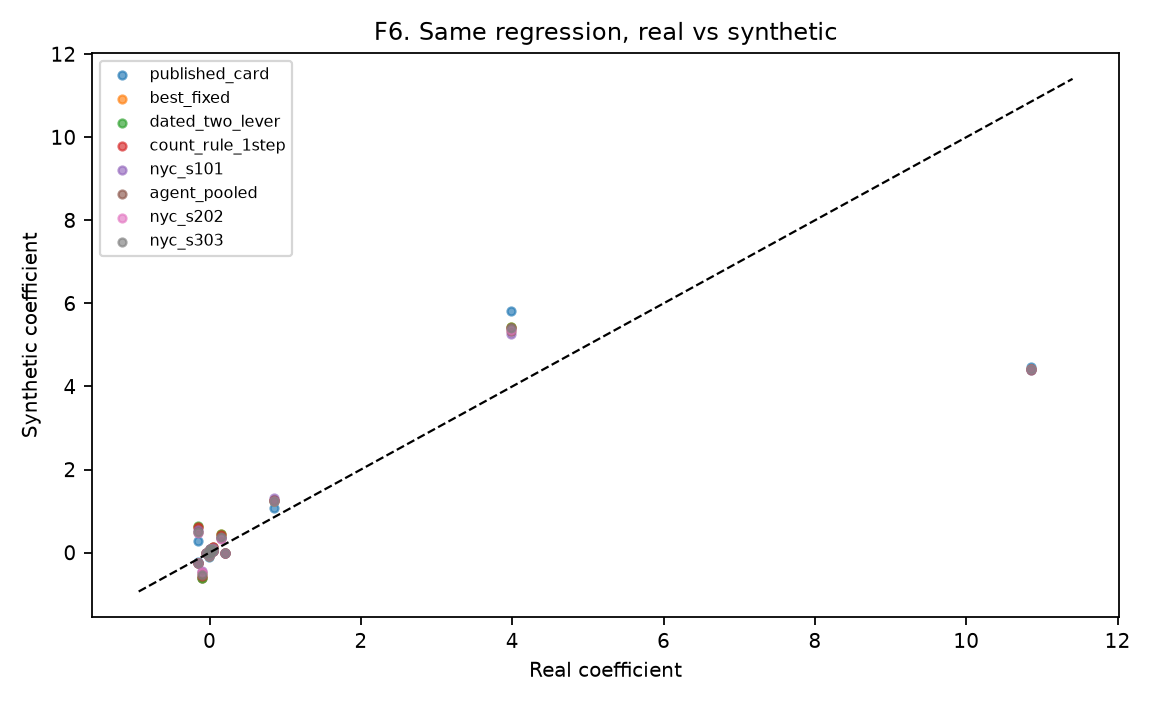 F6. Same regression, real vs synthetic
12
10
8
6
4
2
0
Synthetic coefficient
published_card
best_fixed
dated_two_lever
count_rule_1step
nyc_s101
agent_pooled
nyc_s202
nyc_s303
0 2 4 6 8 10 12
Real coefficient